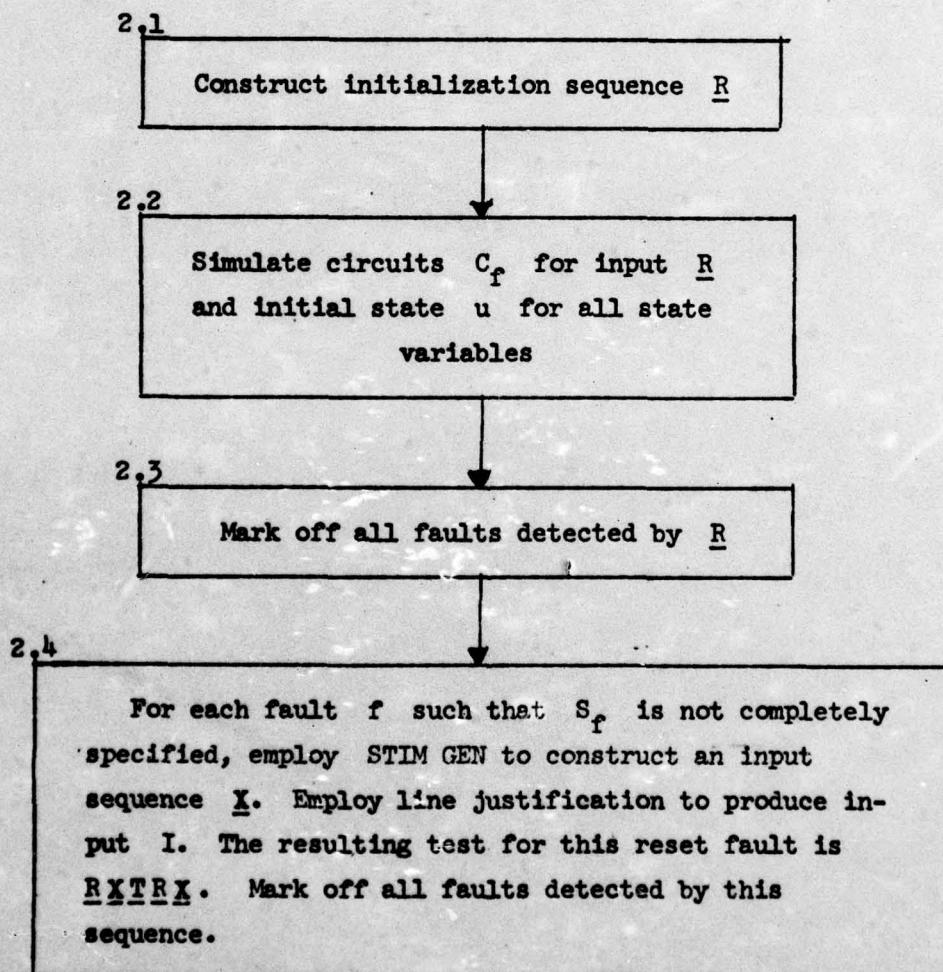 2.1
Construct initialization sequence R
2.2
Simulate circuits C_f for input R
and initial state u for all state
variables
2.3
Mark off all faults detected by R
2.4
For each fault f such that S_f is not completely
specified, employ STIM GEN to construct an input
sequence X. Employ line justification to produce in-
put I. The resulting test for this reset fault is
RXTRX. Mark off all faults detected by this
sequence.